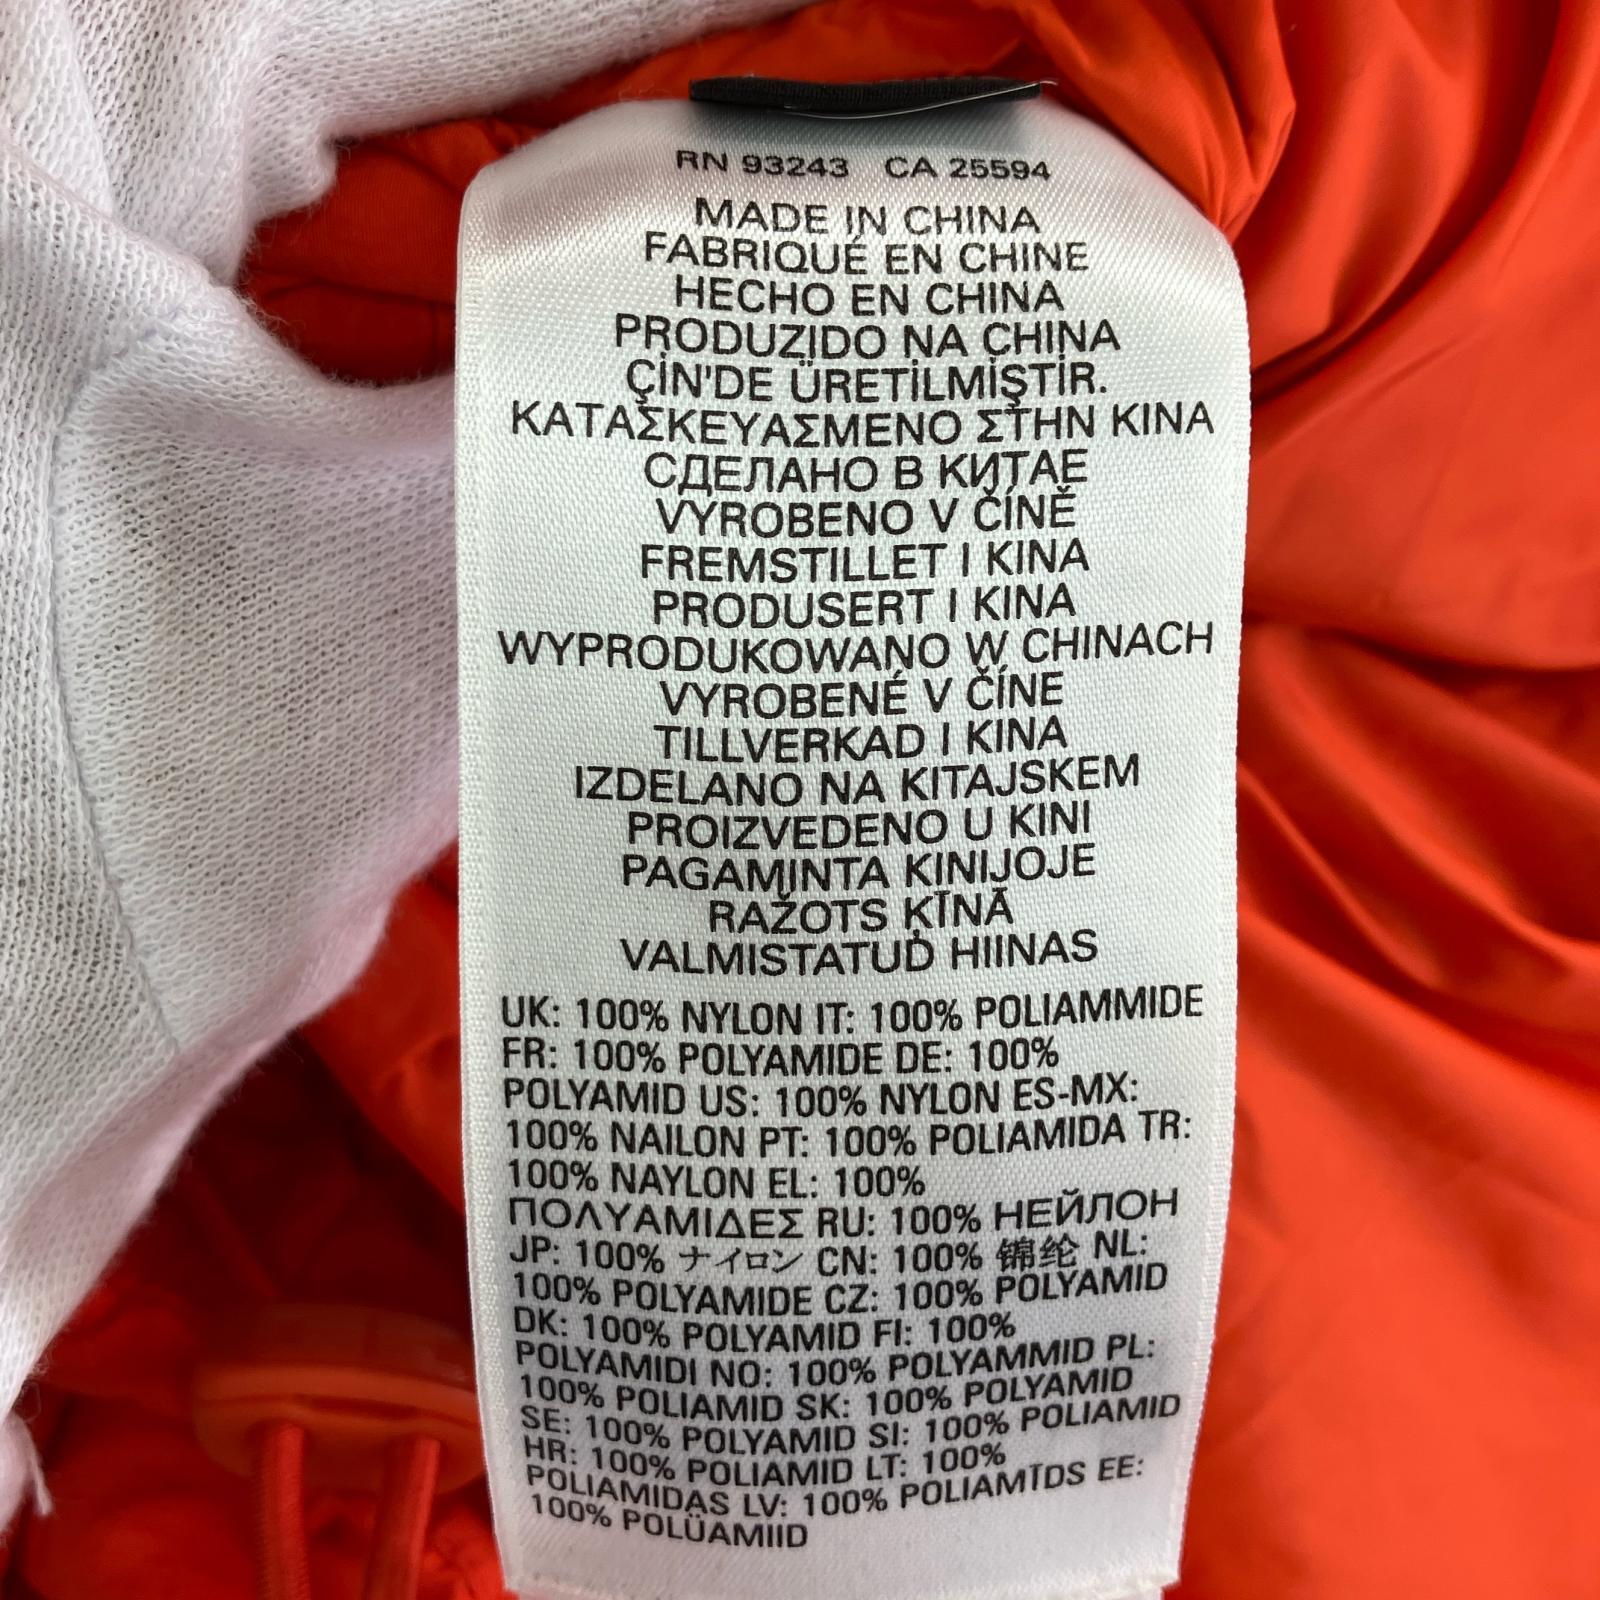 RN 93243 CA 25594
MADE IN CHINA
FABRIQUÉ EN CHINE
HECHO EN CHINA
PRODUZIDO NA CHINA
ÇİN'DE ÜRETİLMİŞTİR.
ΚΑΤΑΣΚΕΥΑΣΜΕΝΟ ΣΤΗΝ ΚΙΝΑ
СДЕЛАНО В КИТАЕ
VYROBENO V ČÍNĚ
FREMSTILLET I KINA
PRODUSERT I KINA
WYPRODUKOWANO W CHINACH
VYROBENÉ V ČÍNE
TILLVERKAD I KINA
IZDELANO NA KITAJSKEM
PROIZVEDENO U KINI
PAGAMINTA KINIJOJE
RAŽOTS ĶĪNĀ
VALMISTATUD HIINAS
UK: 100% NYLON IT: 100% POLIAMMIDE
FR: 100% POLYAMIDE DE: 100%
POLYAMID US: 100% NYLON ES-MX:
100% NAILON PT: 100% POLIAMIDA TR:
100% NAYLON EL: 100%
ΠΟΛΥΑΜΙΔΕΣ RU: 100% НЕЙЛОН
JP: 100% ナイロン CN: 100% 锦纶 NL:
100% POLYAMIDE CZ: 100% POLYAMID
DK: 100% POLYAMID FI: 100%
POLYAMIDI NO: 100% POLYAMMID PL:
100% POLIAMID SK: 100% POLYAMID
SE: 100% POLYAMID SI: 100% POLIAMID
HR: 100% POLIAMID LT: 100%
POLIAMIDAS LV: 100% POLIAMĪDS EE:
100% POLÜAMIID